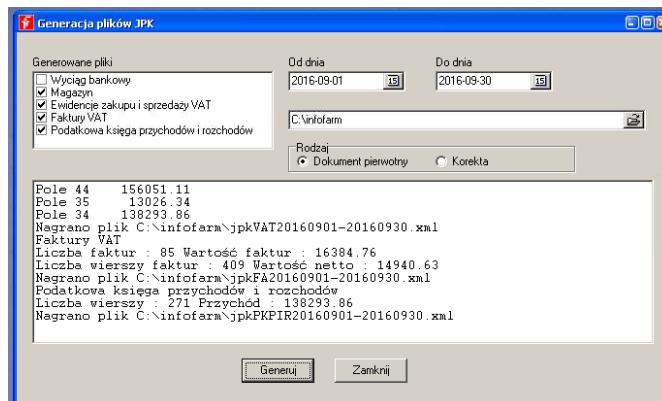 Generacja plików JPK
Generowane pliki
Wyciąg bankowy
Magazyn
Ewidencje zakupu i sprzedaży VAT
Faktury VAT
Podatkowa księga przychodów i rozchodów
Od dnia
2016-09-01
15
Do dnia
2016-09-30
15
C:\infofarm
Rodzaj
Dokument pierwotny
Korekta
Pole 44 156051.11
Pole 35 13026.34
Pole 34 138293.86
Nagrano plik C:\infofarm\jpkVAT20160901-20160930.xml
Faktury VAT
Liczba faktur : 85 Wartość faktur : 16384.76
Liczba wierszy faktur : 409 Wartość netto : 14940.63
Nagrano plik C:\infofarm\jpkFA20160901-20160930.xml
Podatkowa księga przychodów i rozchodów
Liczba wierszy : 271 Przychód : 138293.86
Nagrano plik C:\infofarm\jpkPKPIR20160901-20160930.xml
Generuj
Zamknij